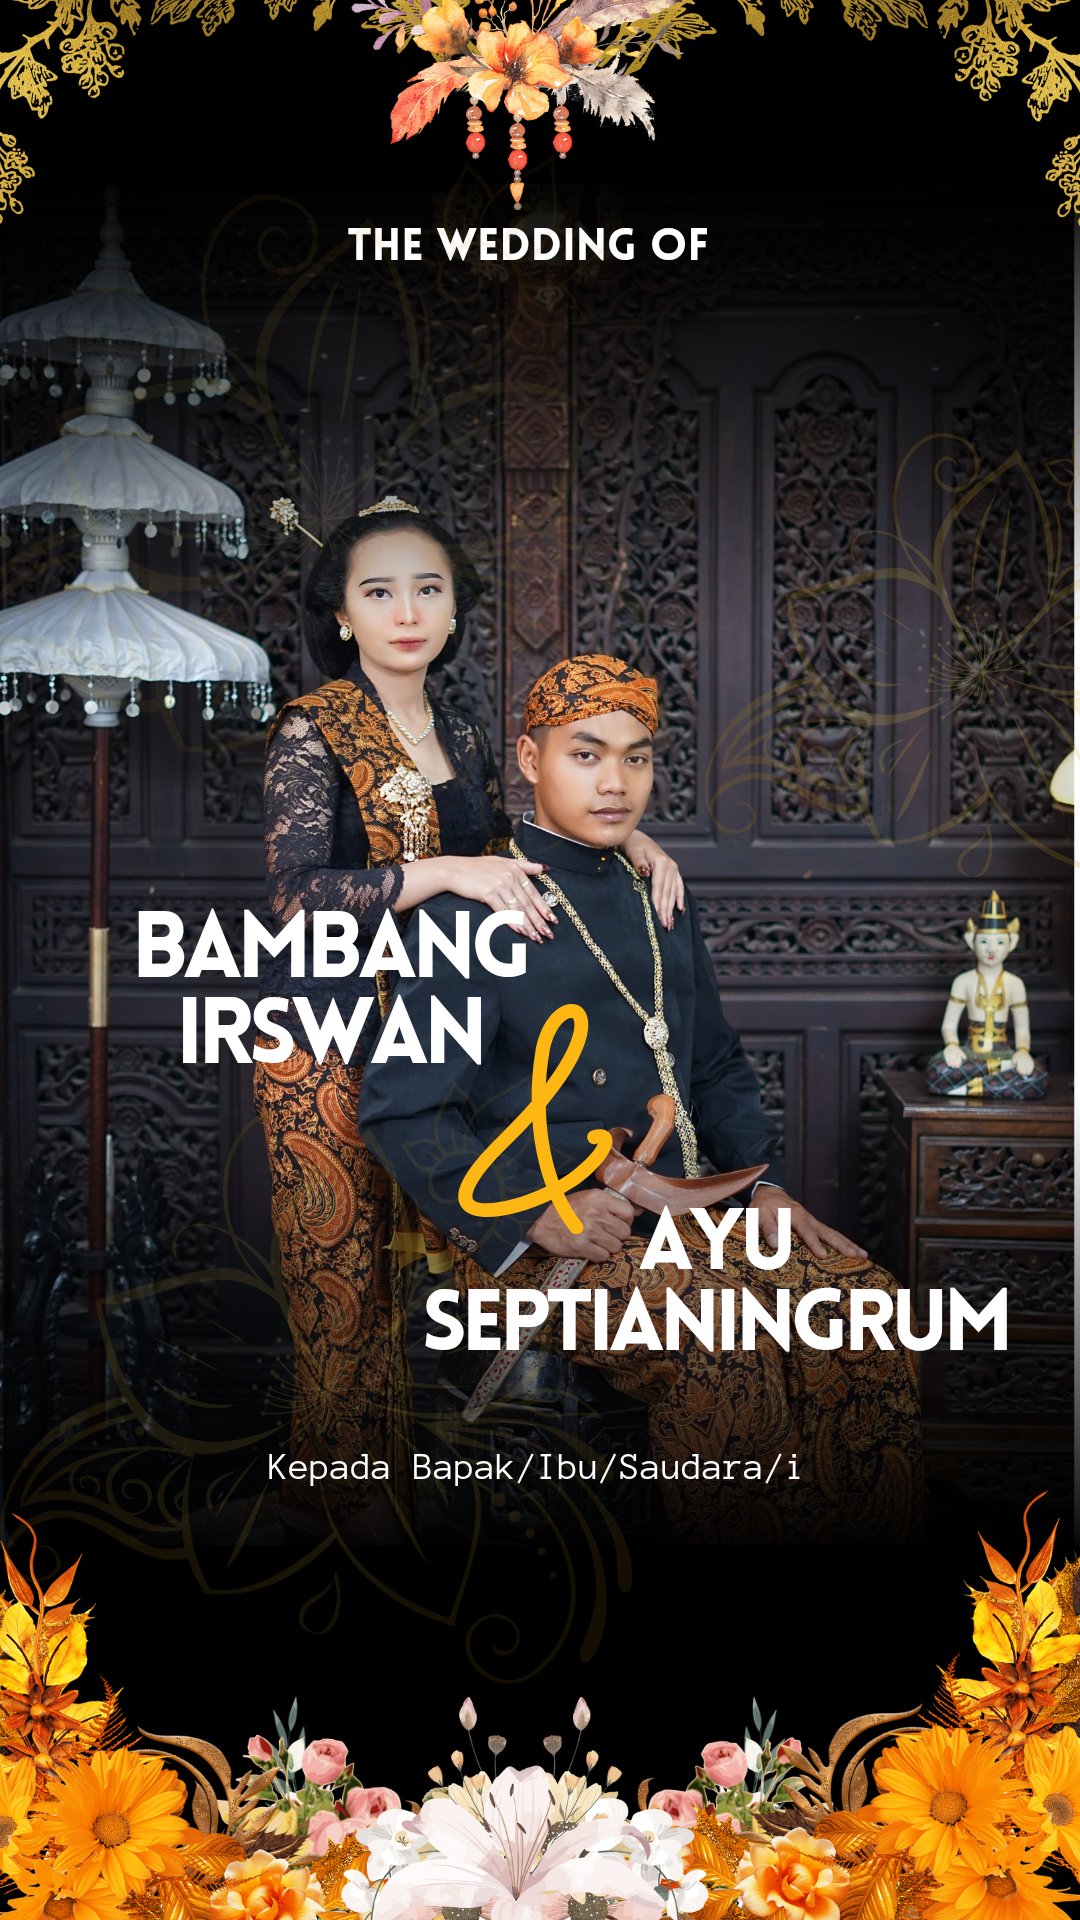 THE WEDDING OF
BAMBANG
IRSWAN
&
AYU
SEPTIANINGRUM
Kepada Bapak/Ibu/Saudara/i